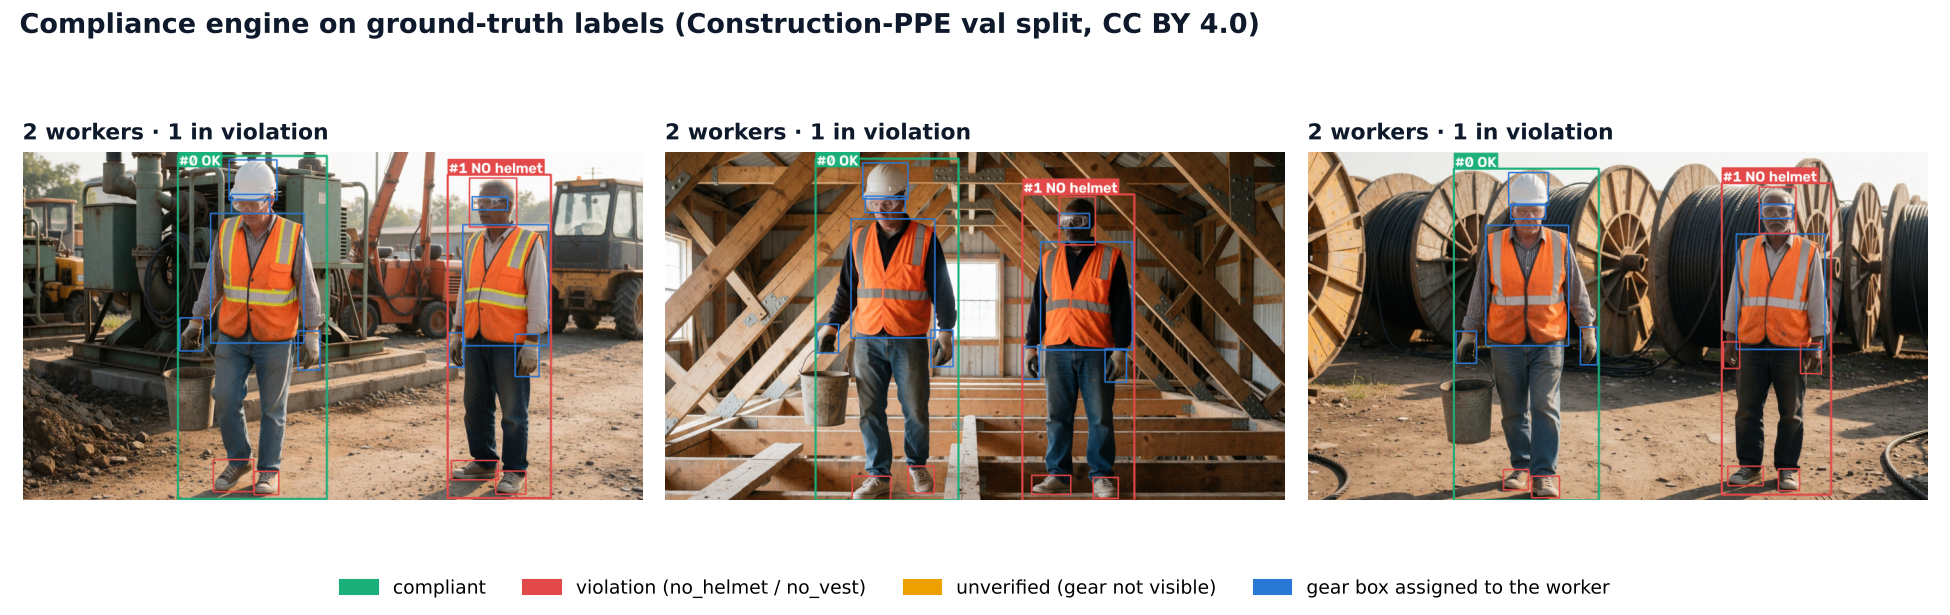 Compliance engine on ground-truth labels (Construction-PPE val split, CC BY 4.0)
2 workers · 1 in violation
#0 OK
#1 NO helmet
2 workers · 1 in violation
#0 OK
#1 NO helmet
2 workers · 1 in violation
#0 OK
#1 NO helmet
compliant
violation (no_helmet / no_vest)
unverified (gear not visible)
gear box assigned to the worker